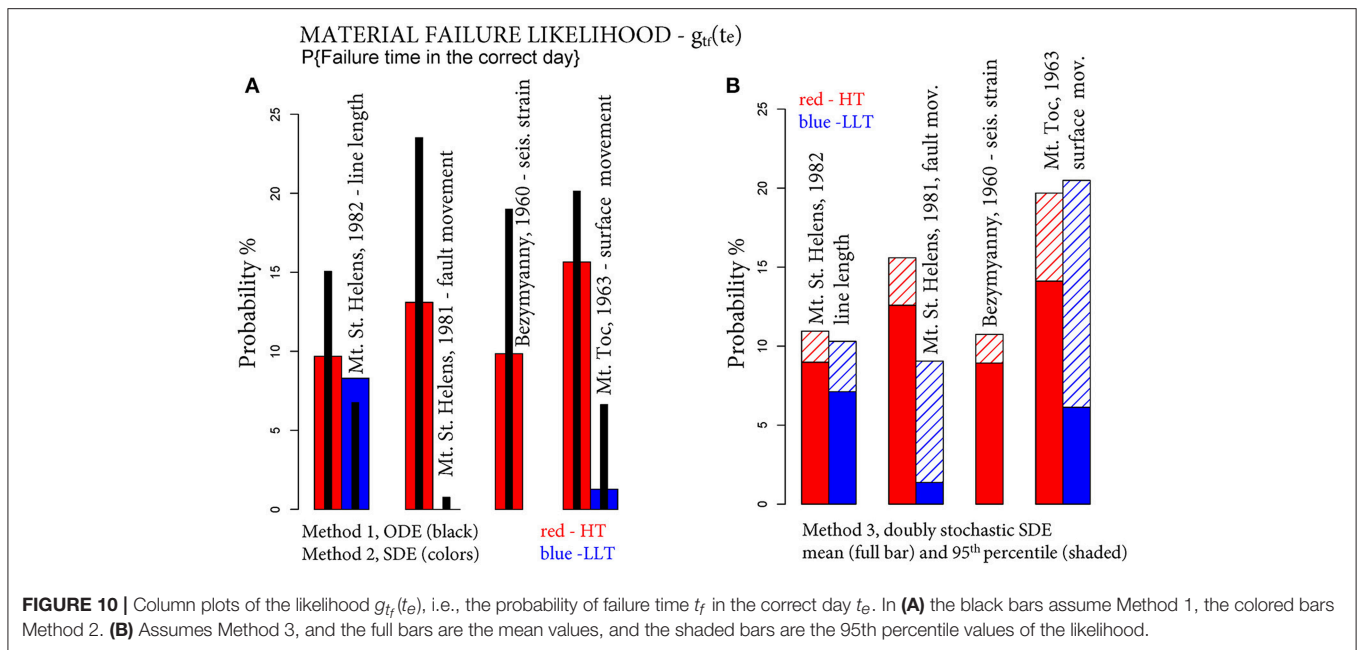 MATERIAL FAILURE LIKELIHOOD - g_tf(t_e)
P{Failure time in the correct day}
A
Probability %
0
5
10
15
20
25
Mt. St. Helens, 1982 - line length
Mt. St. Helens, 1981 - fault movement
Bezymyanny, 1960 - seis. strain
Mt. Toc, 1963 - surface movement
Method 1, ODE (black)
Method 2, SDE (colors)
red - HT
blue -LLT
B
red - HT
blue -LLT
Probability %
0
5
10
15
20
25
Mt. St. Helens, 1982
line length
Mt. St. Helens, 1981, fault mov.
Bezymyanny, 1960 - seis. strain
Mt. Toc, 1963
surface mov.
Method 3, doubly stochastic SDE
mean (full bar) and 95th percentile (shaded)
FIGURE 10 | Column plots of the likelihood g_tf(t_e), i.e., the probability of failure time t_f in the correct day t_e. In (A) the black bars assume Method 1, the colored bars
Method 2. (B) Assumes Method 3, and the full bars are the mean values, and the shaded bars are the 95th percentile values of the likelihood.